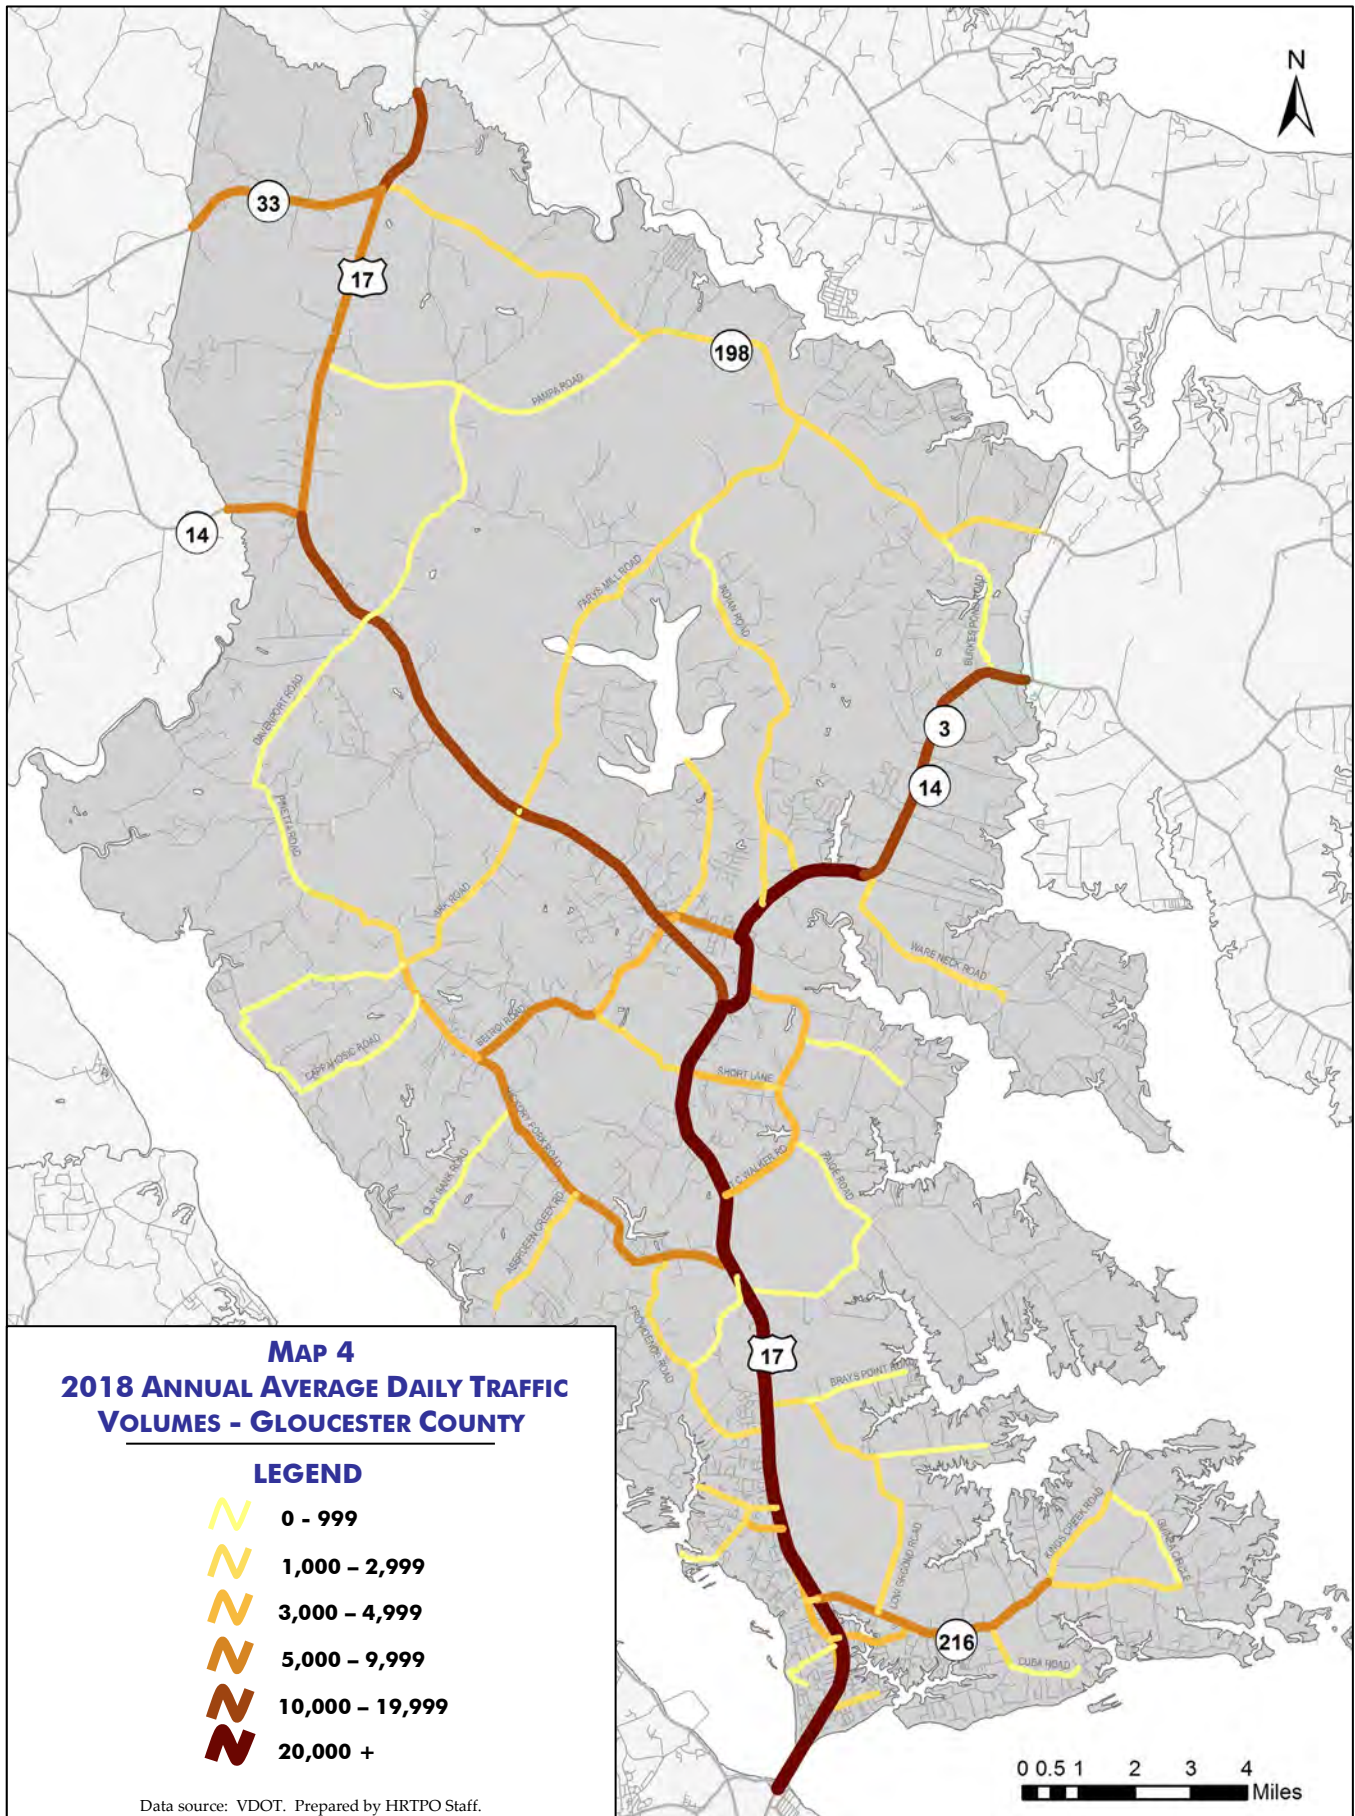 N
33
17
198
PAMPA ROAD
14
FARYS MILL ROAD
INDIAN ROAD
BURKES POND ROAD
DAVENPORT ROAD
3
14
PINETTA ROAD
ARK ROAD
WARE NECK ROAD
BELROI ROAD
CAPPAHOSIC ROAD
SHORT LANE
HICKORY FORK ROAD
CLAY BANK ROAD
T C WALKER RD
PAIGE ROAD
ABERDEEN CREEK RD
PROVIDENCE ROAD
17
BRAYS POINT ROAD
KINGS CREEK ROAD
GUINEA CIRCLE
LOW GROUND ROAD
216
CUBA ROAD
MAP 4
2018 ANNUAL AVERAGE DAILY TRAFFIC
VOLUMES - GLOUCESTER COUNTY
LEGEND
0 - 999
1,000 – 2,999
3,000 – 4,999
5,000 – 9,999
10,000 – 19,999
20,000 +
Data source: VDOT. Prepared by HRTPO Staff.
0 0.5 1 2 3 4
Miles